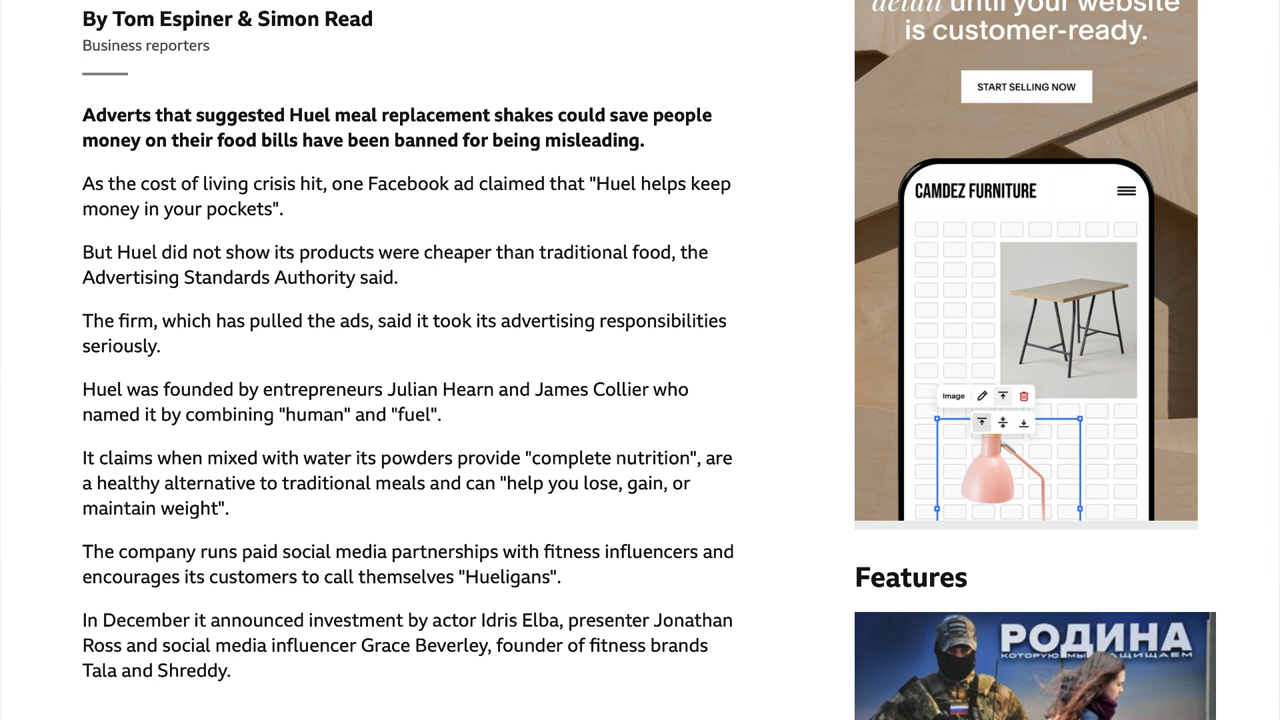 By Tom Espiner & Simon Read
Business reporters
Adverts that suggested Huel meal replacement shakes could save people
money on their food bills have been banned for being misleading.
As the cost of living crisis hit, one Facebook ad claimed that "Huel helps keep
money in your pockets".
But Huel did not show its products were cheaper than traditional food, the
Advertising Standards Authority said.
The firm, which has pulled the ads, said it took its advertising responsibilities
seriously.
Huel was founded by entrepreneurs Julian Hearn and James Collier who
named it by combining "human" and "fuel".
It claims when mixed with water its powders provide "complete nutrition", are
a healthy alternative to traditional meals and can "help you lose, gain, or
maintain weight".
The company runs paid social media partnerships with fitness influencers and
encourages its customers to call themselves "Hueligans".
In December it announced investment by actor Idris Elba, presenter Jonathan
Ross and social media influencer Grace Beverley, founder of fitness brands
Tala and Shreddy.
detail until your website
is customer-ready.
START SELLING NOW
CAMDEZ FURNITURE
Image
Features
РОДИНА
КОТОРУЮ МЫ ЗАЩИЩАЕМ